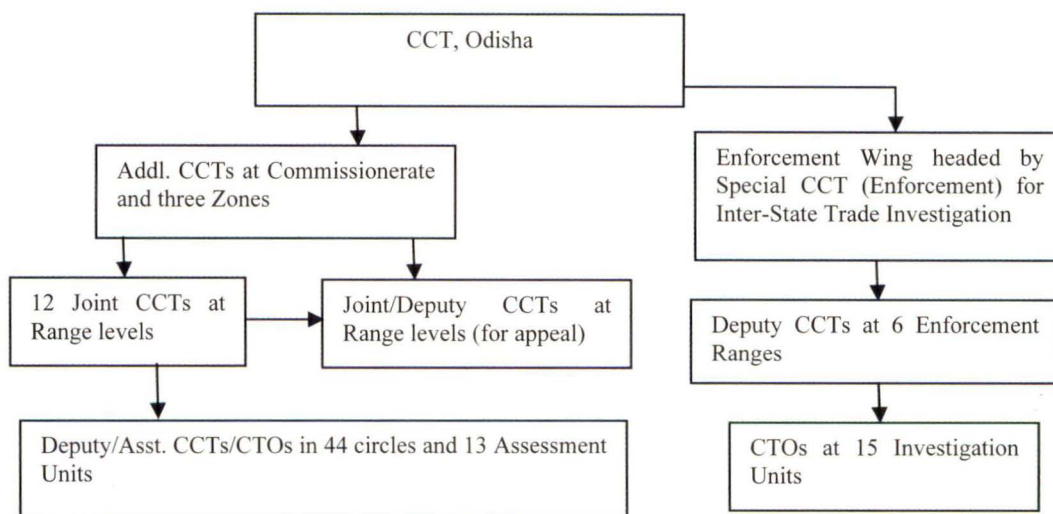 CCT, Odisha
Addl. CCTs at Commissionerate
and three Zones
Enforcement Wing headed by
Special CCT (Enforcement) for
Inter-State Trade Investigation
12 Joint CCTs at
Range levels
Joint/Deputy CCTs at
Range levels (for appeal)
Deputy CCTs at 6 Enforcement
Ranges
Deputy/Asst. CCTs/CTOs in 44 circles and 13 Assessment
Units
CTOs at 15 Investigation
Units